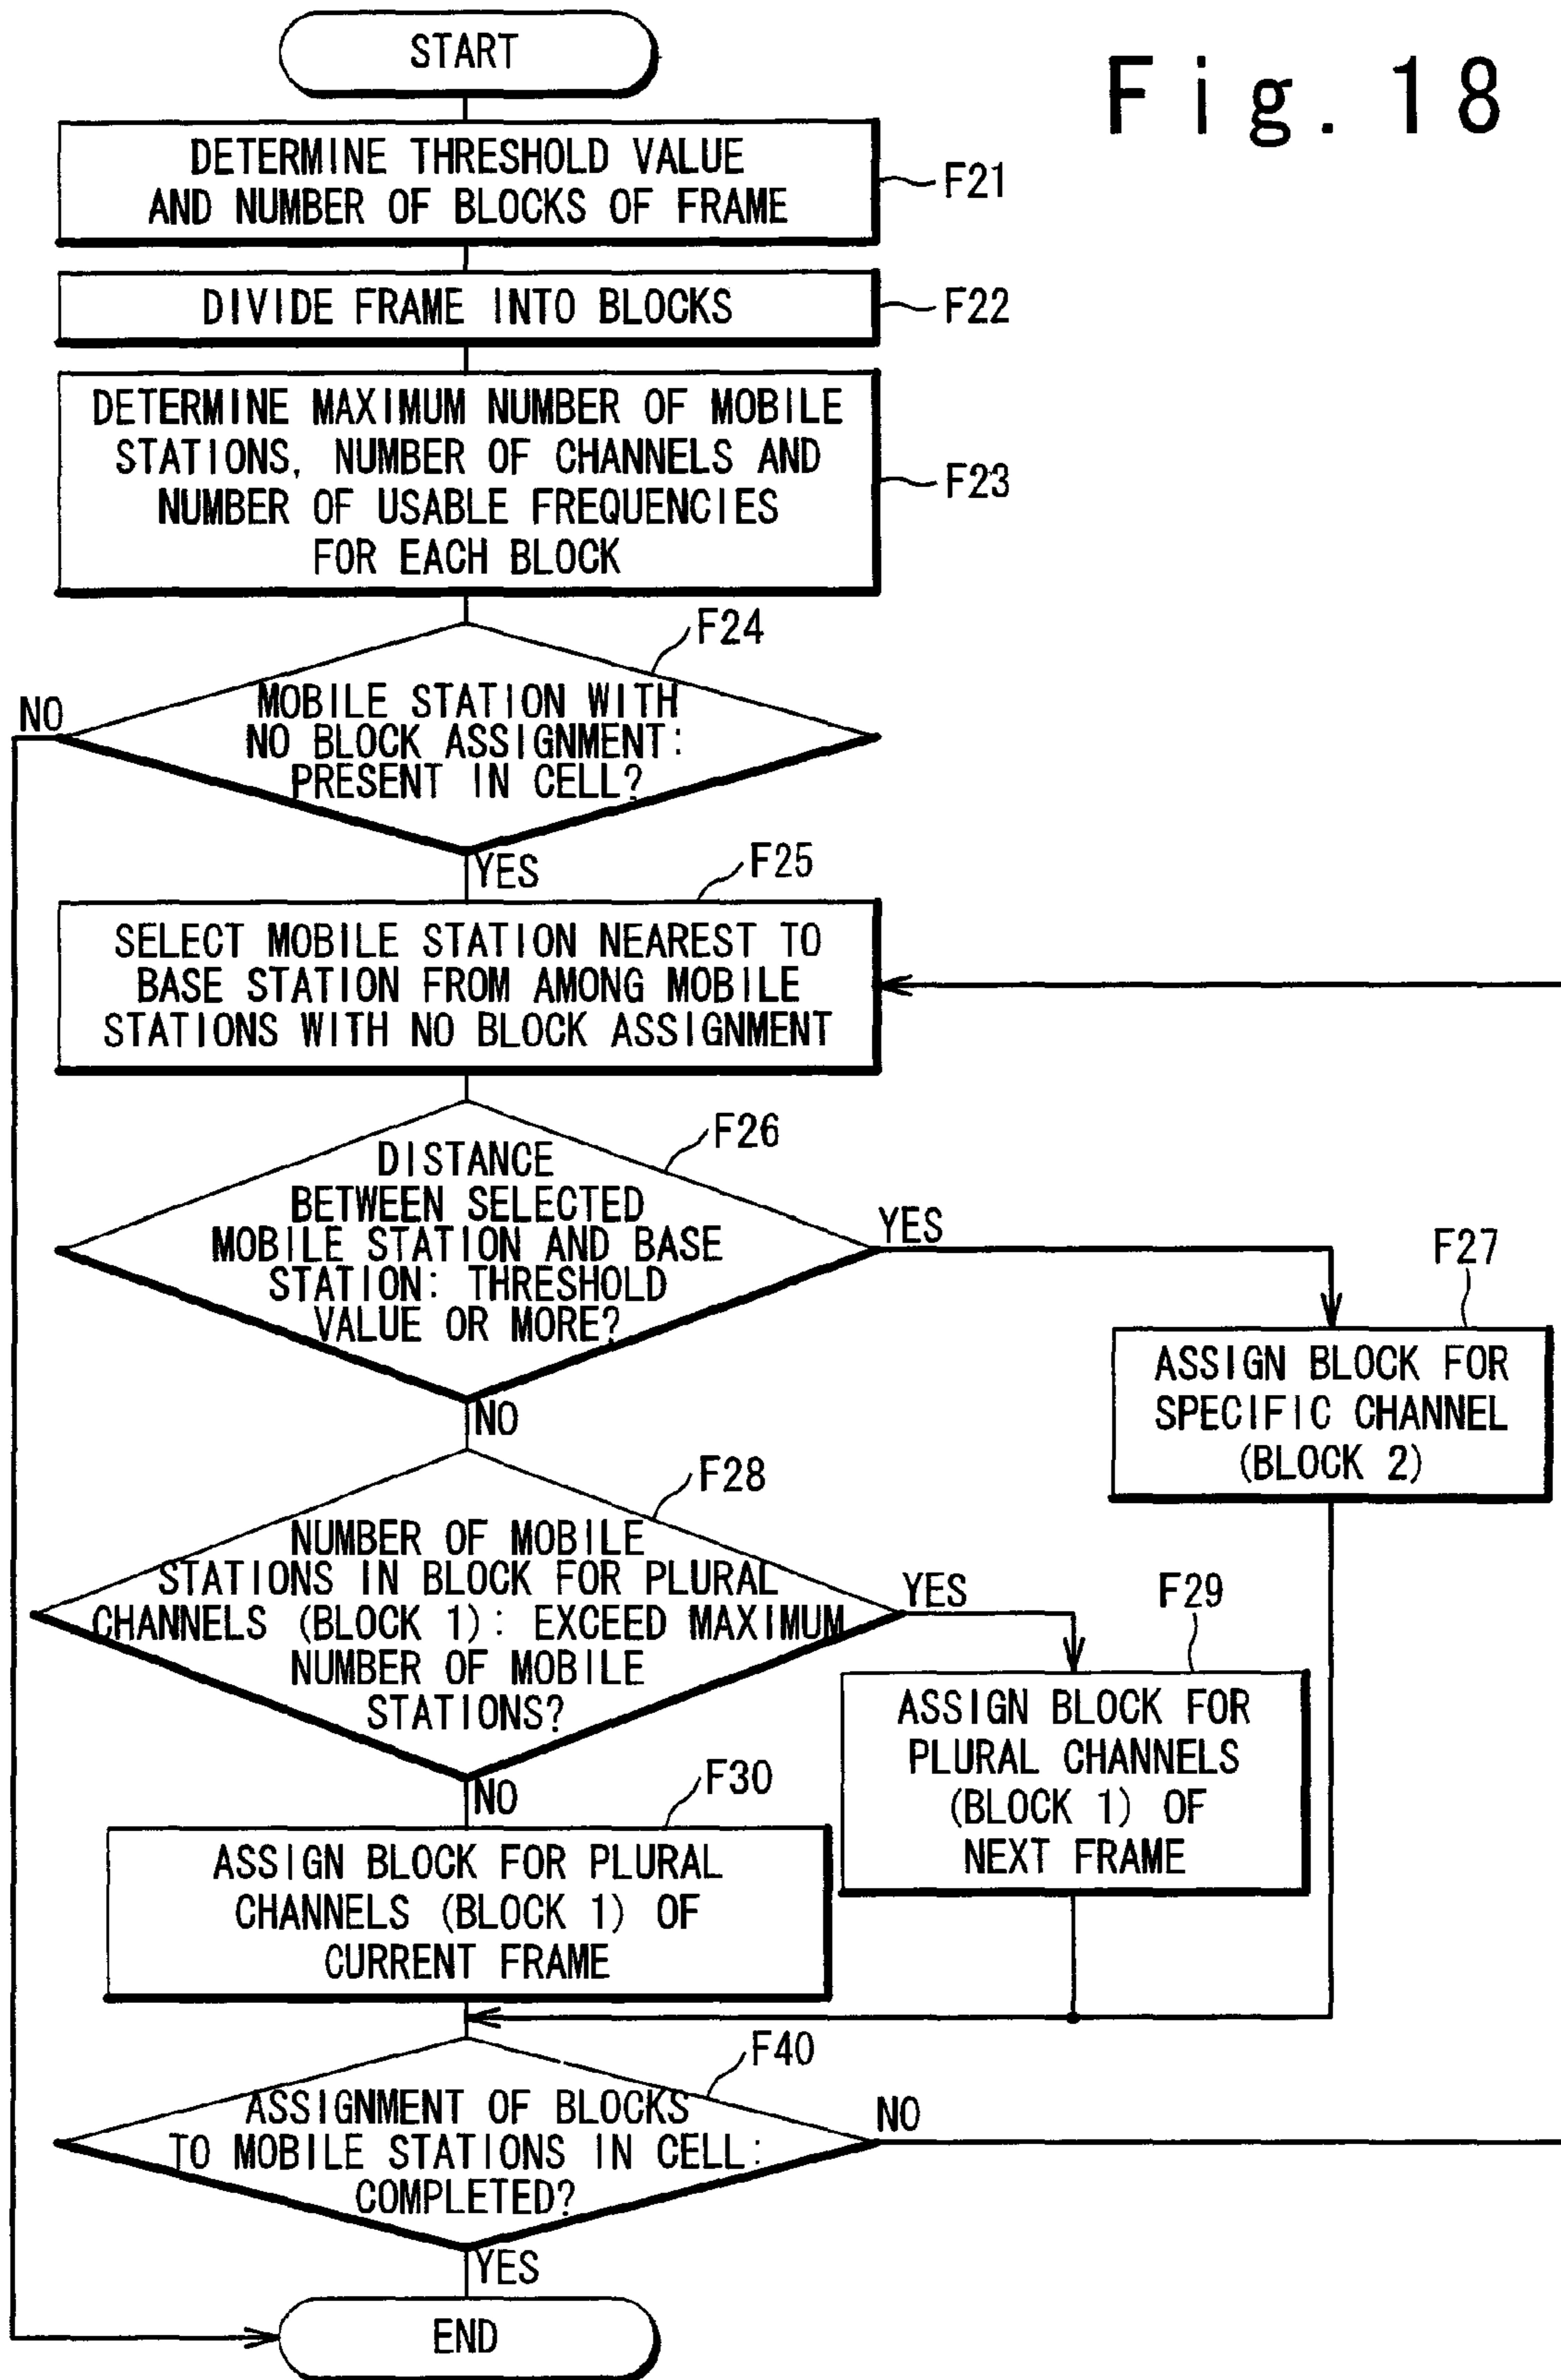 Fig. 18
START
DETERMINE THRESHOLD VALUE
AND NUMBER OF BLOCKS OF FRAME
F21
DIVIDE FRAME INTO BLOCKS
F22
DETERMINE MAXIMUM NUMBER OF MOBILE
STATIONS, NUMBER OF CHANNELS AND
NUMBER OF USABLE FREQUENCIES
FOR EACH BLOCK
F23
F24
MOBILE STATION WITH
NO BLOCK ASSIGNMENT:
PRESENT IN CELL?
NO
YES
F25
SELECT MOBILE STATION NEAREST TO
BASE STATION FROM AMONG MOBILE
STATIONS WITH NO BLOCK ASSIGNMENT
F26
DISTANCE
BETWEEN SELECTED
MOBILE STATION AND BASE
STATION: THRESHOLD
VALUE OR MORE?
YES
NO
F27
ASSIGN BLOCK FOR
SPECIFIC CHANNEL
(BLOCK 2)
F28
NUMBER OF MOBILE
STATIONS IN BLOCK FOR PLURAL
CHANNELS (BLOCK 1): EXCEED MAXIMUM
NUMBER OF MOBILE
STATIONS?
YES
NO
F29
ASSIGN BLOCK FOR
PLURAL CHANNELS
(BLOCK 1) OF
NEXT FRAME
F30
ASSIGN BLOCK FOR PLURAL
CHANNELS (BLOCK 1) OF
CURRENT FRAME
F40
ASSIGNMENT OF BLOCKS
TO MOBILE STATIONS IN CELL:
COMPLETED?
NO
YES
END